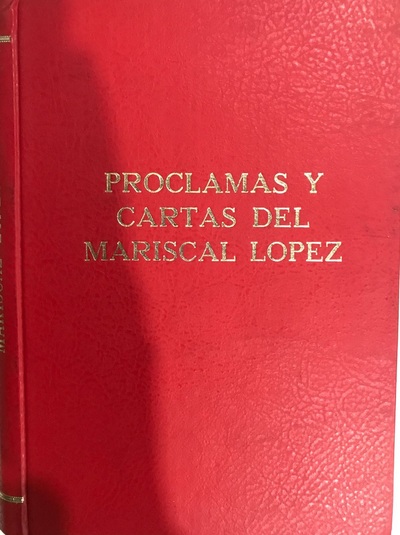 PROCLAMAS Y
CARTAS DEL
MARISCAL LOPEZ